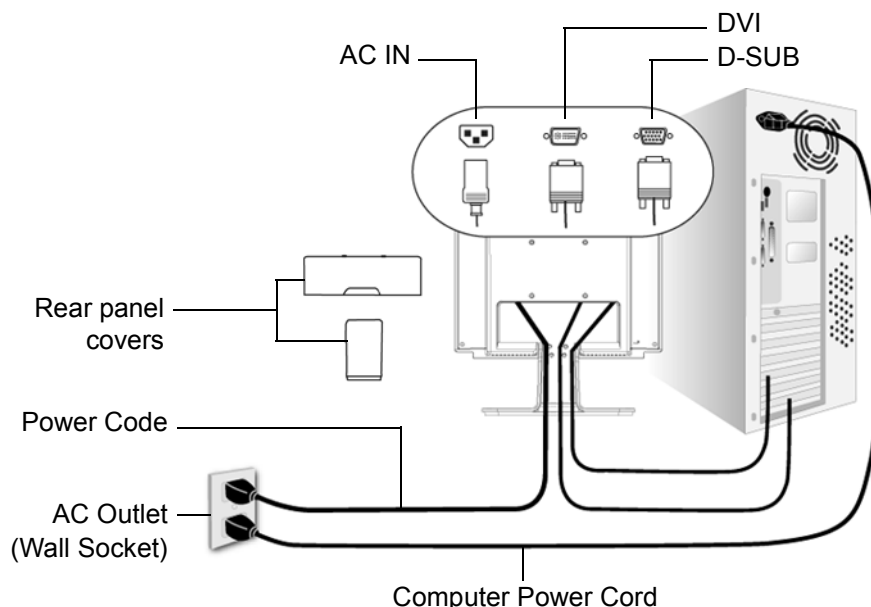 DVI
AC IN
D-SUB
Rear panel
covers
Power Code
AC Outlet
(Wall Socket)
Computer Power Cord